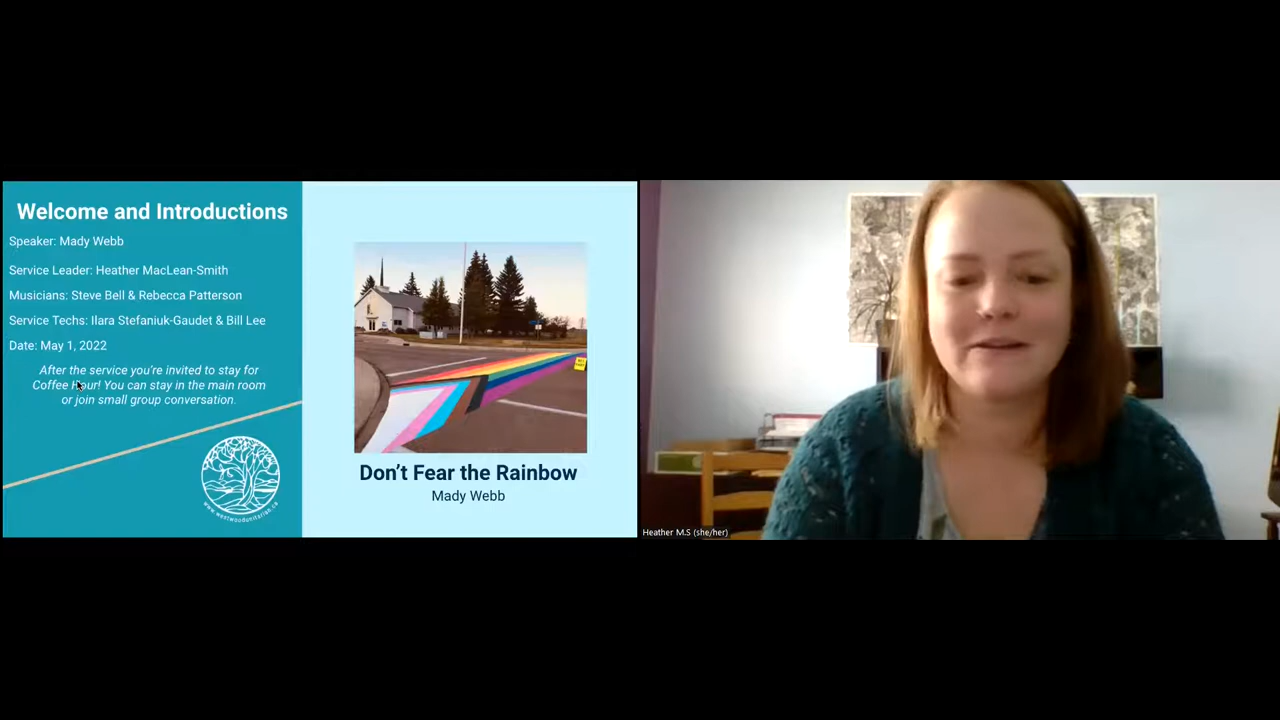 Welcome and Introductions
Speaker: Mady Webb
Service Leader: Heather MacLean-Smith
Musicians: Steve Bell & Rebecca Patterson
Service Techs: Ilara Stefaniuk-Gaudet & Bill Lee
Date: May 1, 2022
After the service you're invited to stay for
Coffee Hour! You can stay in the main room
or join small group conversation.
www.westwoodunitarian.ca
Don't Fear the Rainbow
Mady Webb
Heather M.S (she/her)